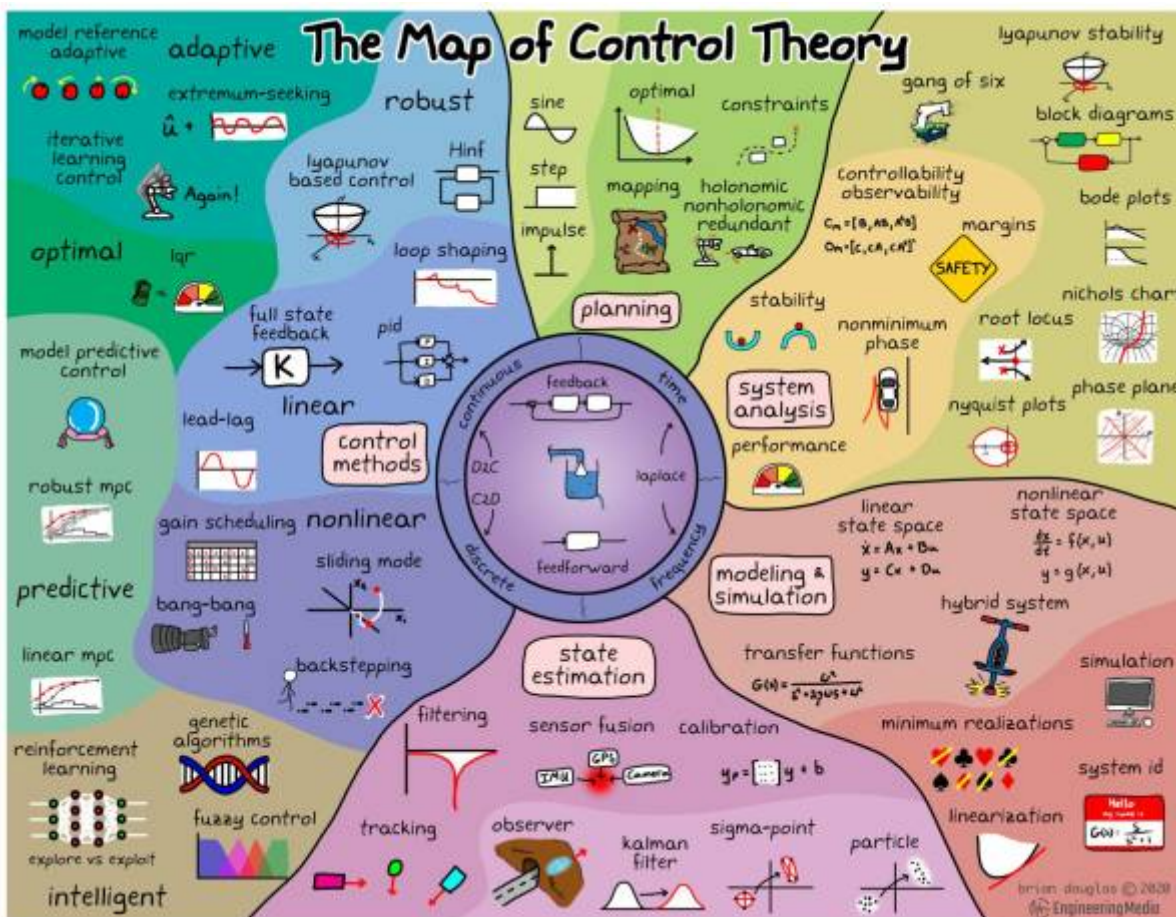 The Map of Control Theory
model reference
adaptive
adaptive
extremum-seeking
û +
iterative
learning
control
Again!
robust
Hinf
lyapunov
based control
loop shaping
optimal
lqr
full state
feedback
K
pid
linear
lead-lag
control
methods
model predictive
control
robust mpc
predictive
linear mpc
gain scheduling
nonlinear
sliding mode
bang-bang
backstepping
X
reinforcement
learning
explore vs exploit
genetic
algorithms
fuzzy control
intelligent
sine
step
impulse
optimal
constraints
mapping
holonomic
nonholonomic
redundant
planning
continuous
time
discrete
frequency
feedback
D2C
C2D
laplace
feedforward
lyapunov stability
gang of six
block diagrams
controllability
observability
margins
SAFETY
bode plots
stability
nonminimum
phase
root locus
nichols chart
system
analysis
nyquist plots
phase plane
performance
linear
state space
ẋ = Ax + Bu
y = Cx + Du
nonlinear
state space
dx/dt = f(x, u)
y = g(x, u)
modeling &
simulation
hybrid system
transfer functions
simulation
minimum realizations
system id
Hello
linearization
state
estimation
filtering
sensor fusion
IMU
GPS
Camera
calibration
tracking
observer
kalman
filter
sigma-point
particle
brian douglas © 2020
EngineeringMedia